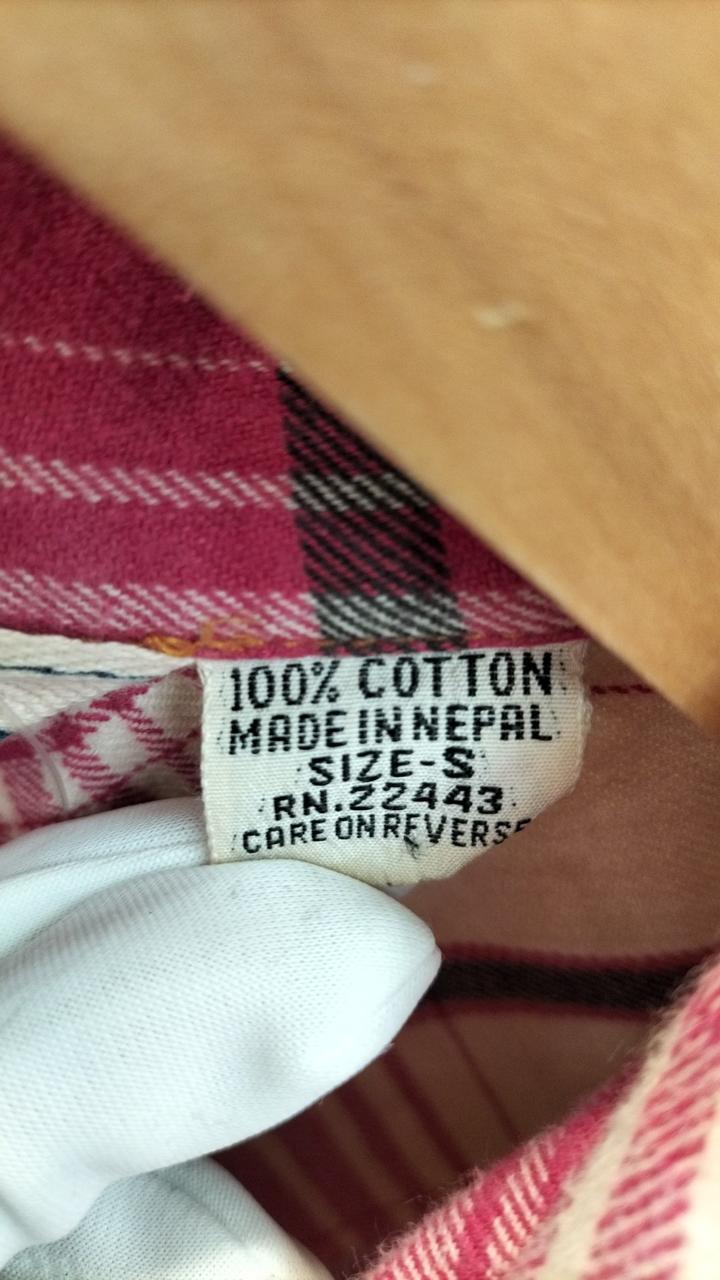 100% COTTON
MADE IN NEPAL
SIZE-S
RN.22443
CARE ON REVERSE